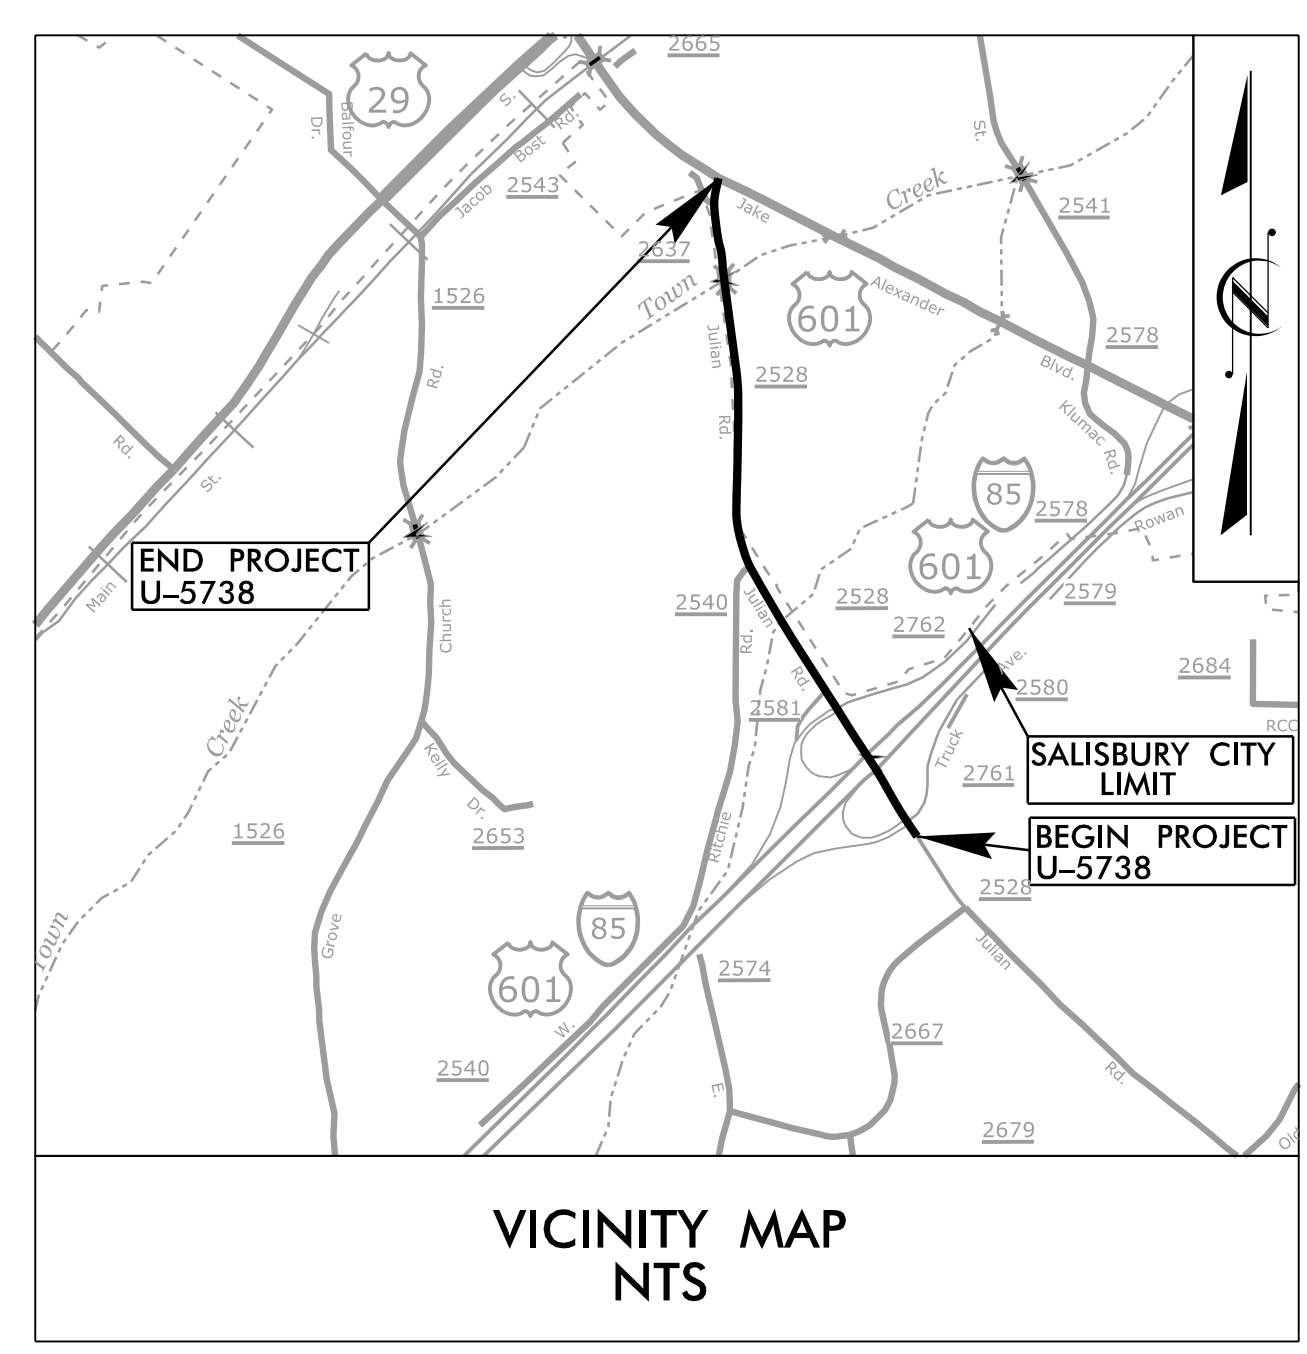 2665
29
Balfour
Dr.
S.
Jacob
Bost
Rd.
2543
St.
Creek
2541
Jake
2637
Town
1526
601
Alexander
2578
Julian
Blvd.
Rd.
2528
Klumac Rd.
Rd.
Rd.
St.
85
2578
Rowan
601
END PROJECT
U–5738
Main
Church
2540
Julian
2528
2579
2762
Rd.
Ave.
2684
Rd.
2580
2581
RCC
Creek
Kelly
Truck
SALISBURY CITY
LIMIT
2761
Dr.
2653
1526
Ritchie
BEGIN PROJECT
U–5738
2528
Town
Grove
85
Julian
601
2574
W.
2667
2540
E.
Rd.
2679
Old
VICINITY MAP
NTS